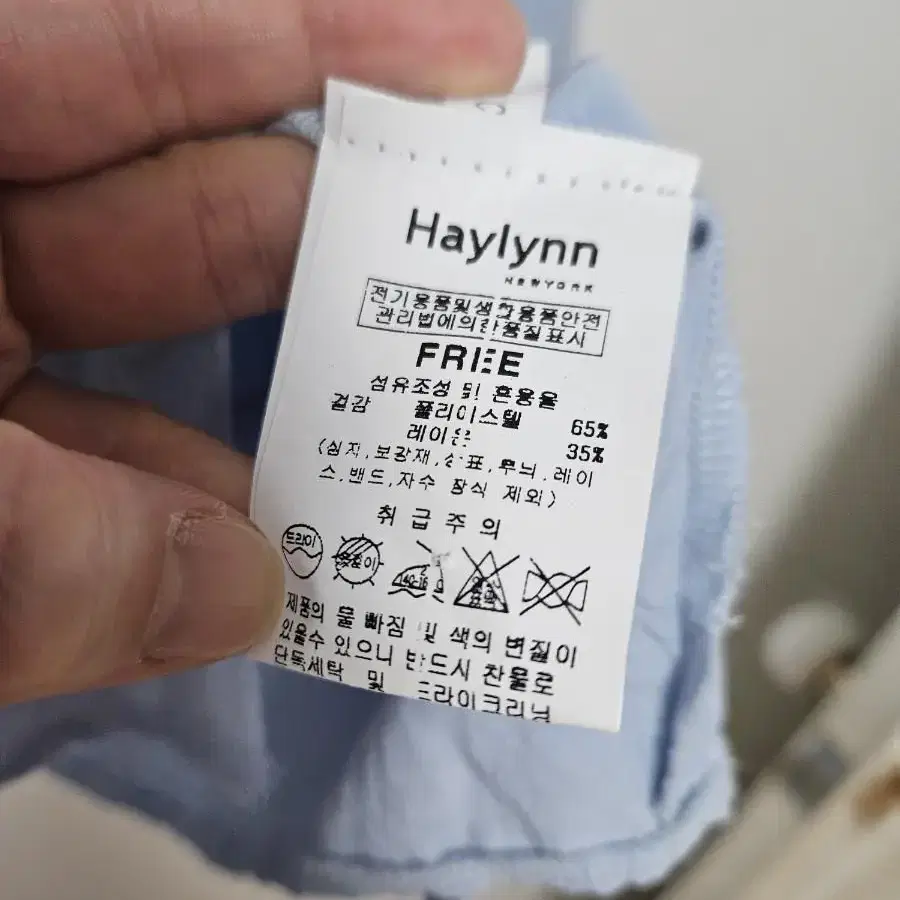 Haylynn
NEWYORK
전기용품및생활용품안전
관리법에의한품질표시
FREE
섬유조성 및 혼용율
겉감 폴리에스텔 65%
레이온 35%
(심지,보강재,상표,무늬,레이
스,밴드,자수 장식 제외)
취 급 주 의
드라이
제품의 물 빠짐 및 색의 변질이
있을수 있으니 반드시 찬물로
단독세탁 및 드라이크리닝